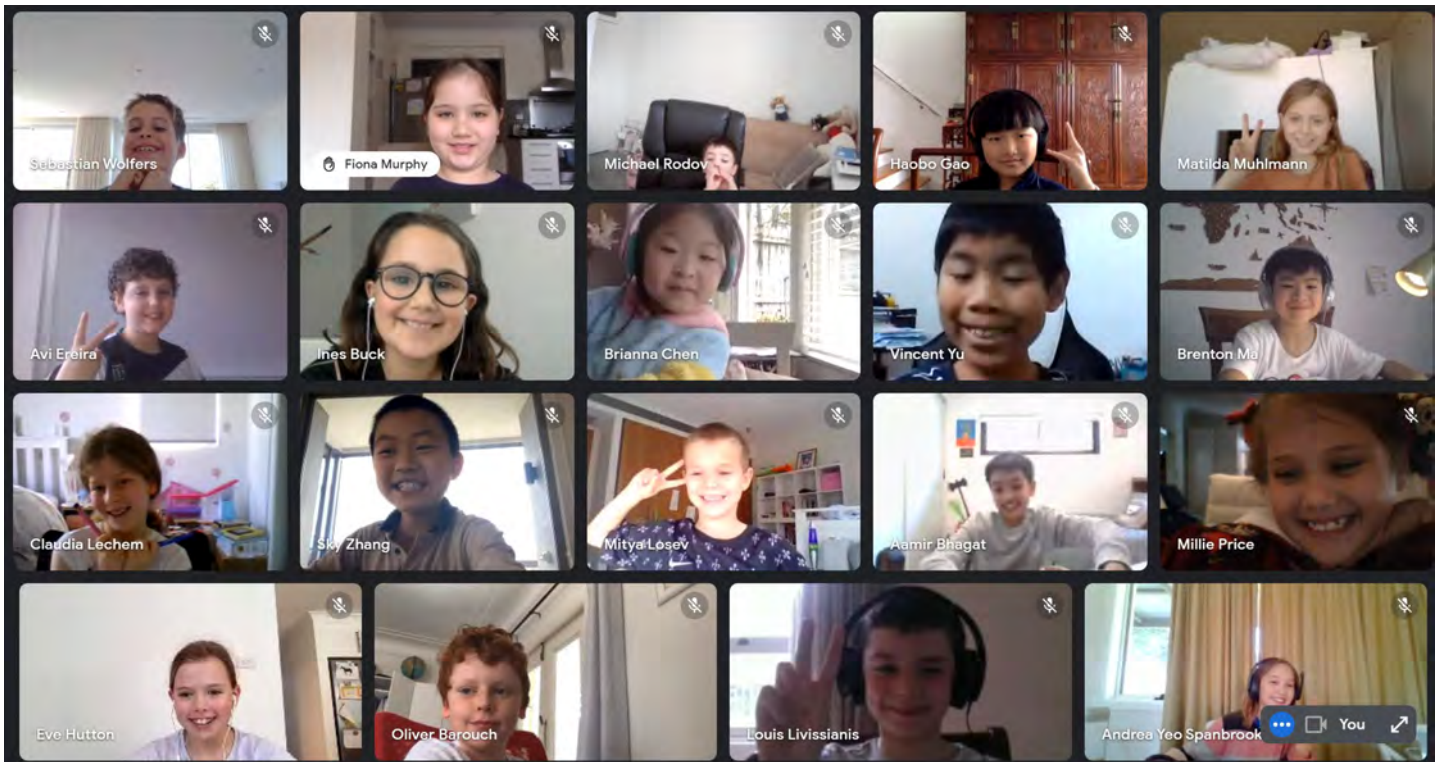 Sebastian Wolfers
Fiona Murphy
Michael Rodov
Haobo Gao
Matilda Muhlmann
Avi Ereira
Ines Buck
Brianna Chen
Vincent Yu
Brenton Ma
Claudia Lechem
Sky Zhang
Mitya Losev
Aamir Bhagat
Millie Price
Eve Hutton
Oliver Barouch
Louis Livissianis
Andrea Yeo Spanbrook
You